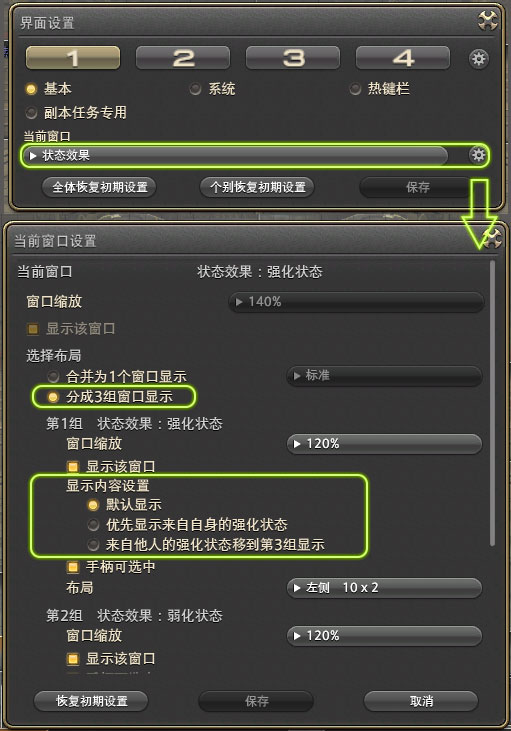 界面设置
1 2 3 4
基本 系统 热键栏
副本任务专用
当前窗口
状态效果
全体恢复初期设置 个别恢复初期设置 保存
当前窗口设置
当前窗口 状态效果：强化状态
窗口缩放 140%
显示该窗口
选择布局
合并为1个窗口显示 标准
分成3组窗口显示
第1组 状态效果：强化状态
窗口缩放 120%
显示该窗口
显示内容设置
默认显示
优先显示来自自身的强化状态
来自他人的强化状态移到第3组显示
手柄可选中
布局 左侧 10 x 2
第2组 状态效果：弱化状态
窗口缩放 120%
显示该窗口
恢复初期设置 保存 取消